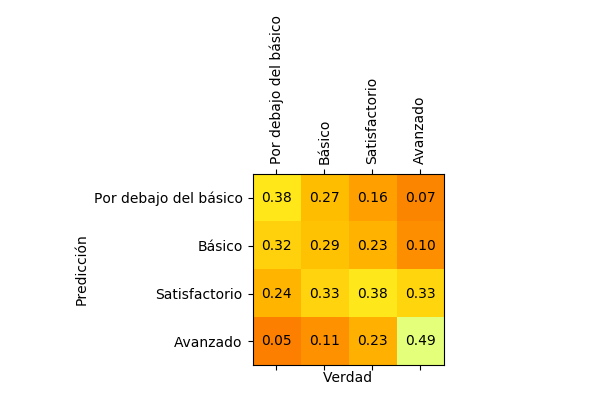 Por debajo del básico
Básico
Satisfactorio
Avanzado
Por debajo del básico 0.38 0.27 0.16 0.07
Básico 0.32 0.29 0.23 0.10
Satisfactorio 0.24 0.33 0.38 0.33
Avanzado 0.05 0.11 0.23 0.49
Predicción
Verdad